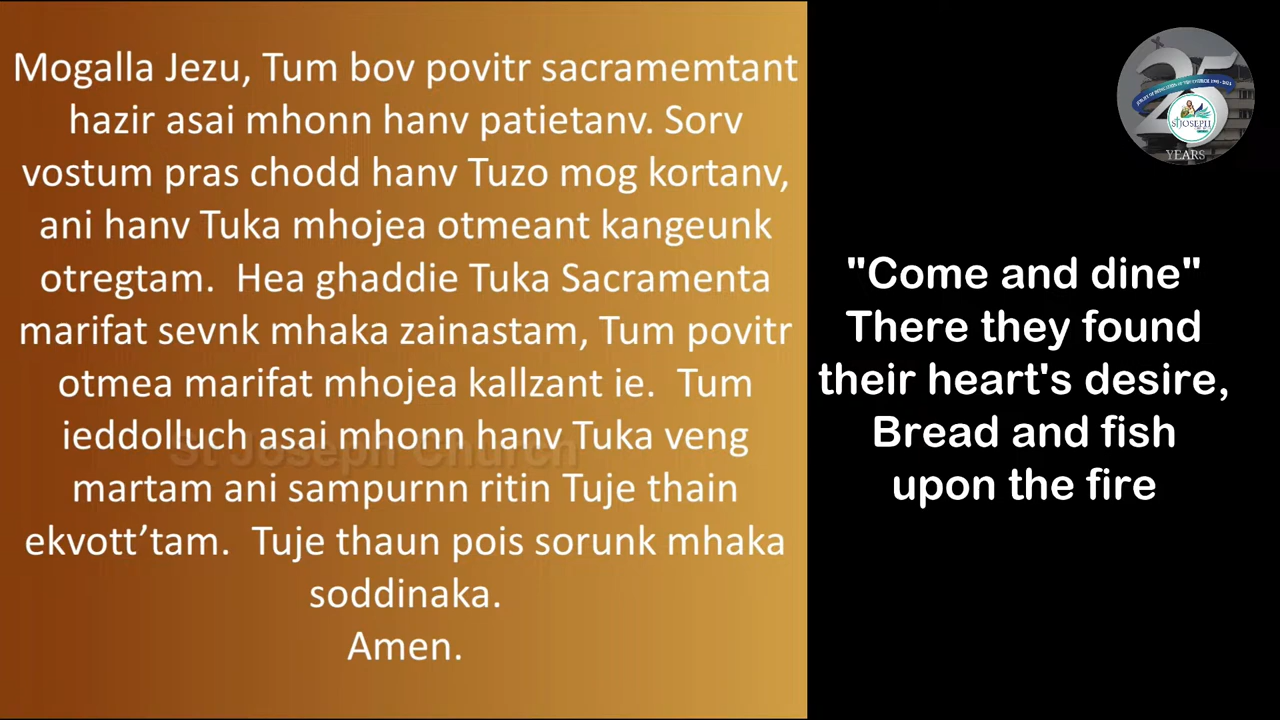 Mogalla Jezu, Tum bov povitr sacramemtant
hazir asai mhonn hanv patietanv. Sorv
vostum pras chodd hanv Tuzo mog kortanv,
ani hanv Tuka mhojea otmeant kangeunk
otregtam.  Hea ghaddie Tuka Sacramenta
marifat sevnk mhaka zainastam, Tum povitr
otmea marifat mhojea kallzant ie.  Tum
ieddolluch asai mhonn hanv Tuka veng
martam ani sampurnn ritin Tuje thain
ekvott’tam.  Tuje thaun pois sorunk mhaka
soddinaka.
Amen.
St Joseph Church
25
ST JOSEPH
YEARS
"Come and dine"
There they found
their heart's desire,
Bread and fish
upon the fire